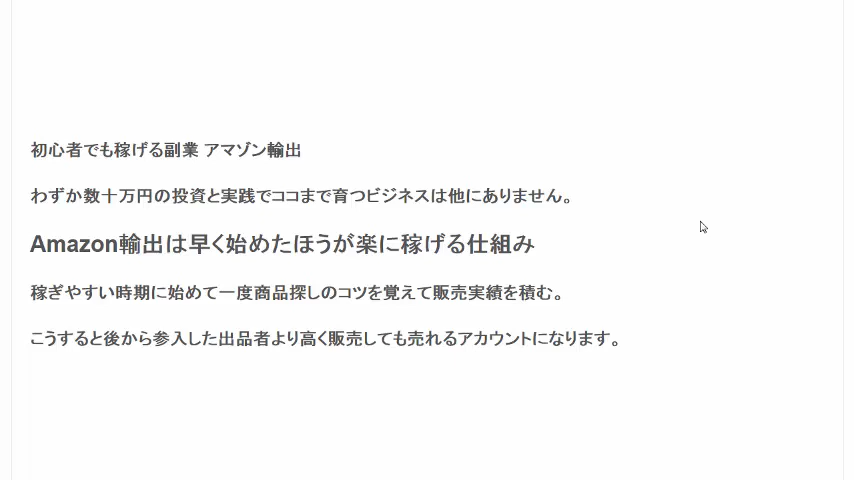 初心者でも稼げる副業 アマゾン輸出
わずか数十万円の投資と実践でココまで育つビジネスは他にありません。
Amazon輸出は早く始めたほうが楽に稼げる仕組み
稼ぎやすい時期に始めて一度商品探しのコツを覚えて販売実績を積む。
こうすると後から参入した出品者より高く販売しても売れるアカウントになります。